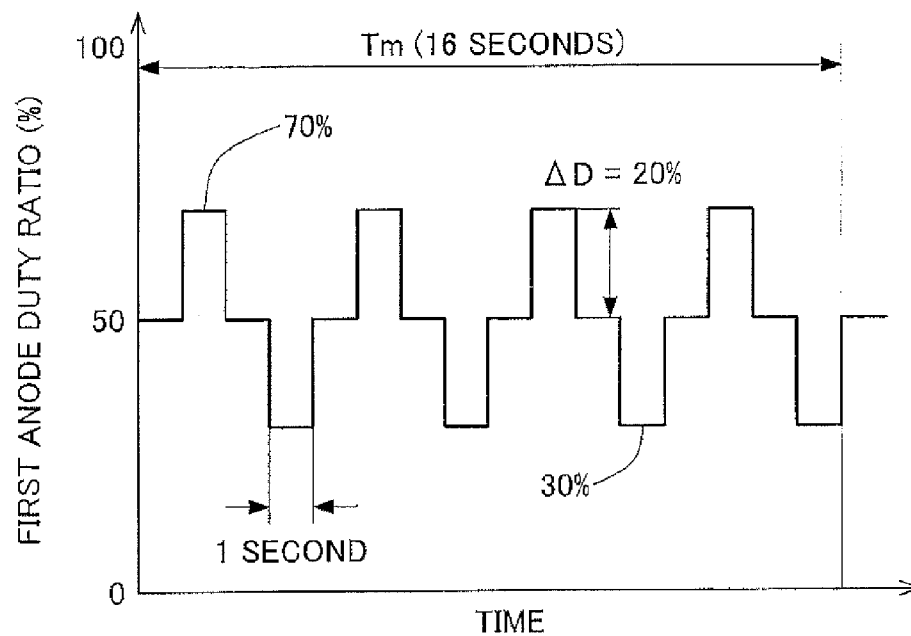 100
Tm (16 SECONDS)
70%
ΔD = 20%
FIRST ANODE DUTY RATIO (%)
50
30%
1 SECOND
0
TIME